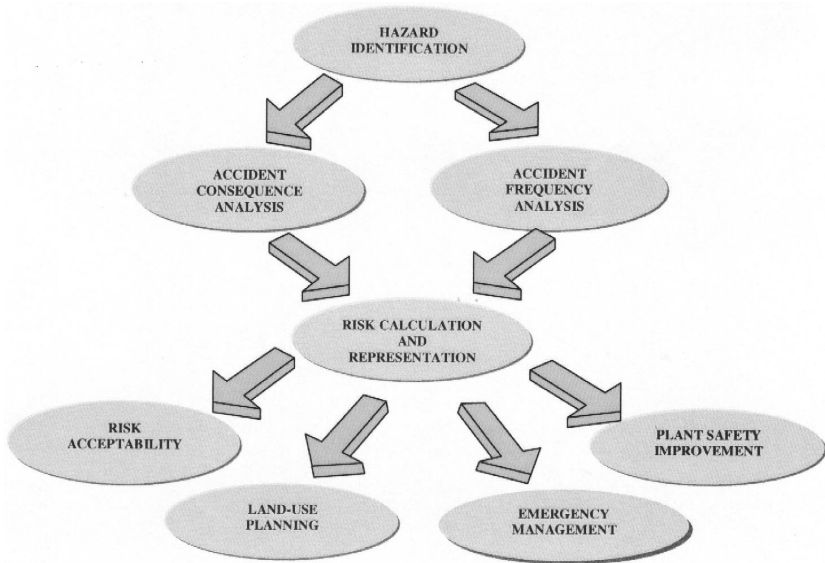 HAZARD
IDENTIFICATION
ACCIDENT
CONSEQUENCE
ANALYSIS
ACCIDENT
FREQUENCY
ANALYSIS
RISK CALCULATION
AND
REPRESENTATION
RISK
ACCEPTABILITY
LAND-USE
PLANNING
EMERGENCY
MANAGEMENT
PLANT SAFETY
IMPROVEMENT